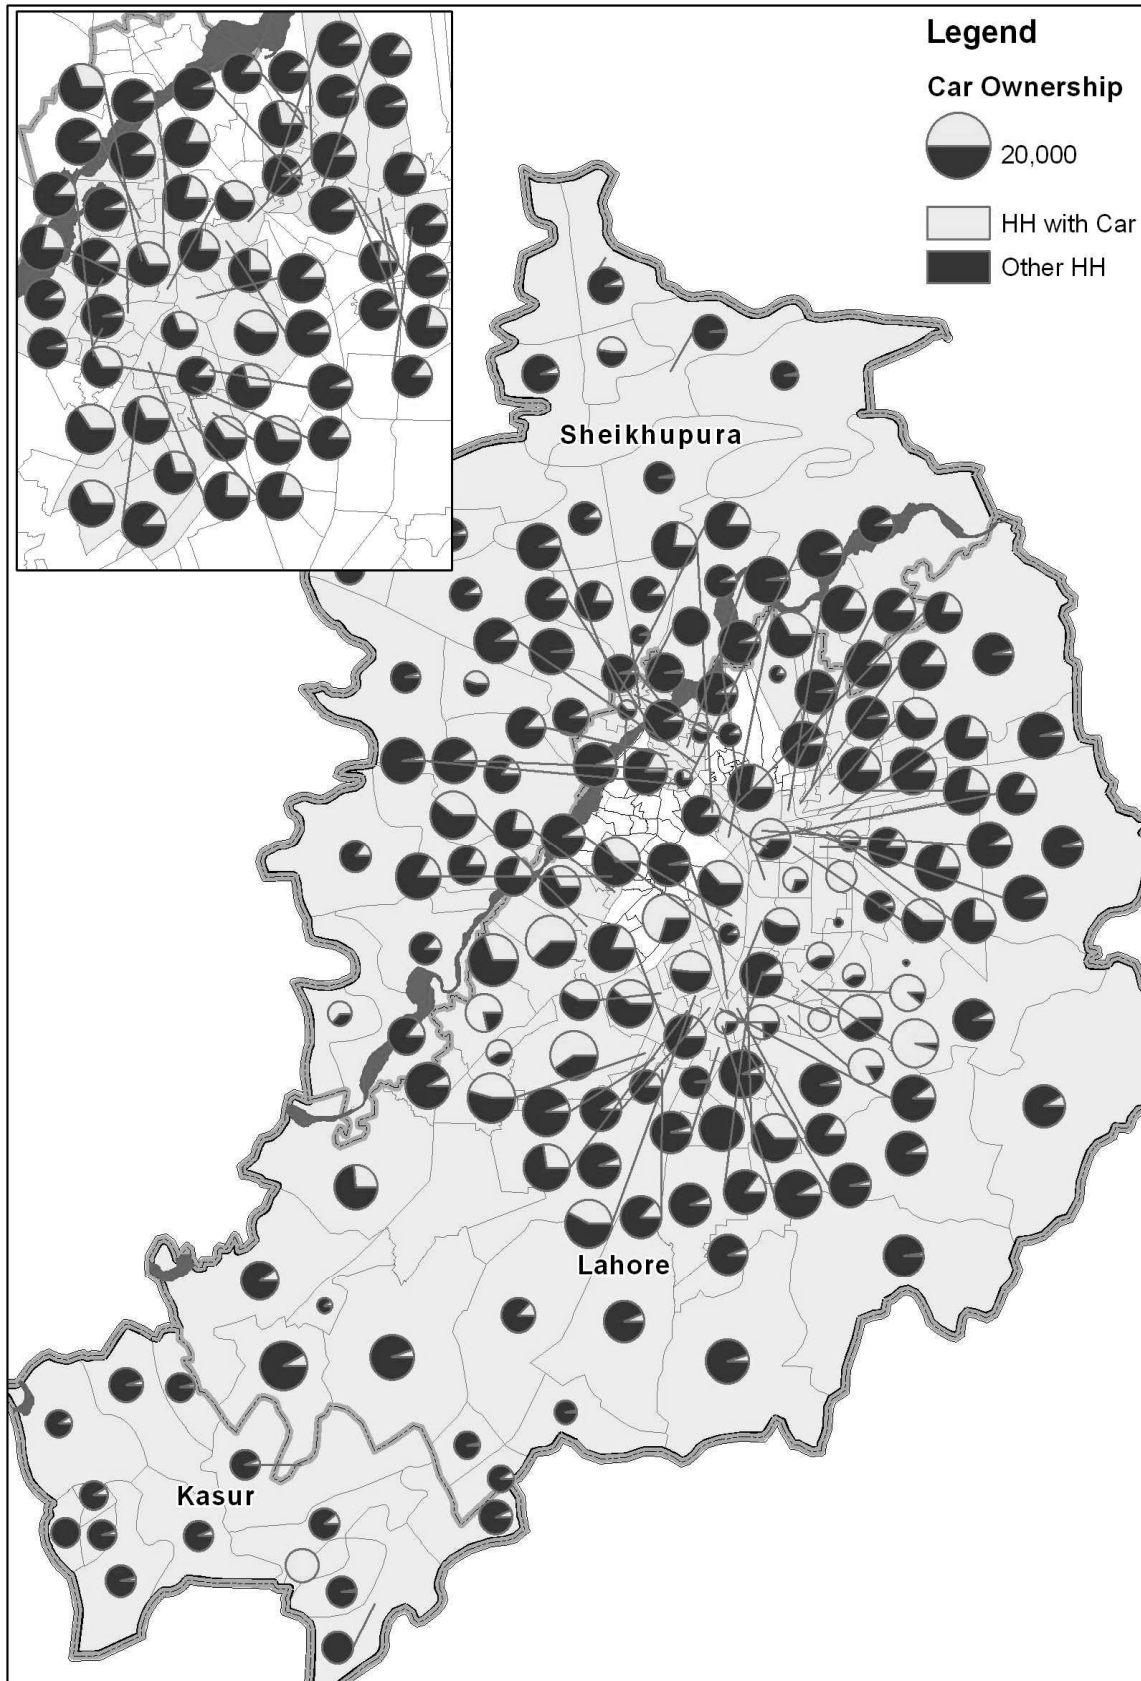 Legend
Car Ownership
20,000
HH with Car
Other HH
Sheikhupura
Lahore
Kasur